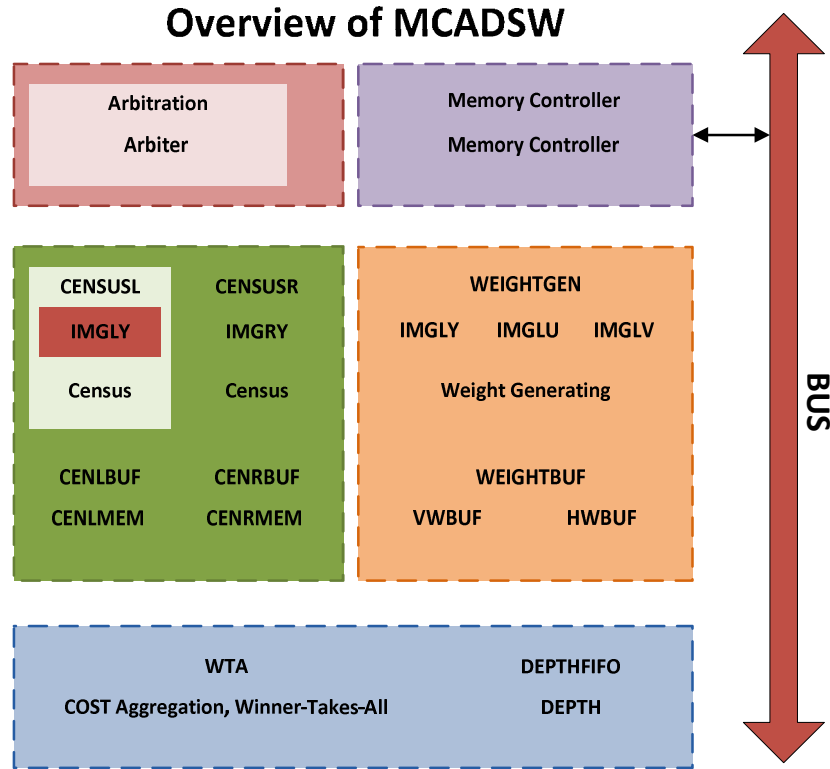 Overview of MCADSW
Arbitration
Arbiter
Memory Controller
Memory Controller
CENSUSL CENSUSR
IMGLY IMGRY
Census Census
CENLBUF CENRBUF
CENLMEM CENRMEM
WEIGHTGEN
IMGLY IMGLU IMGLV
Weight Generating
WEIGHTBUF
VWBUF HWBUF
WTA
COST Aggregation, Winner-Takes-All
DEPTHFIFO
DEPTH
BUS